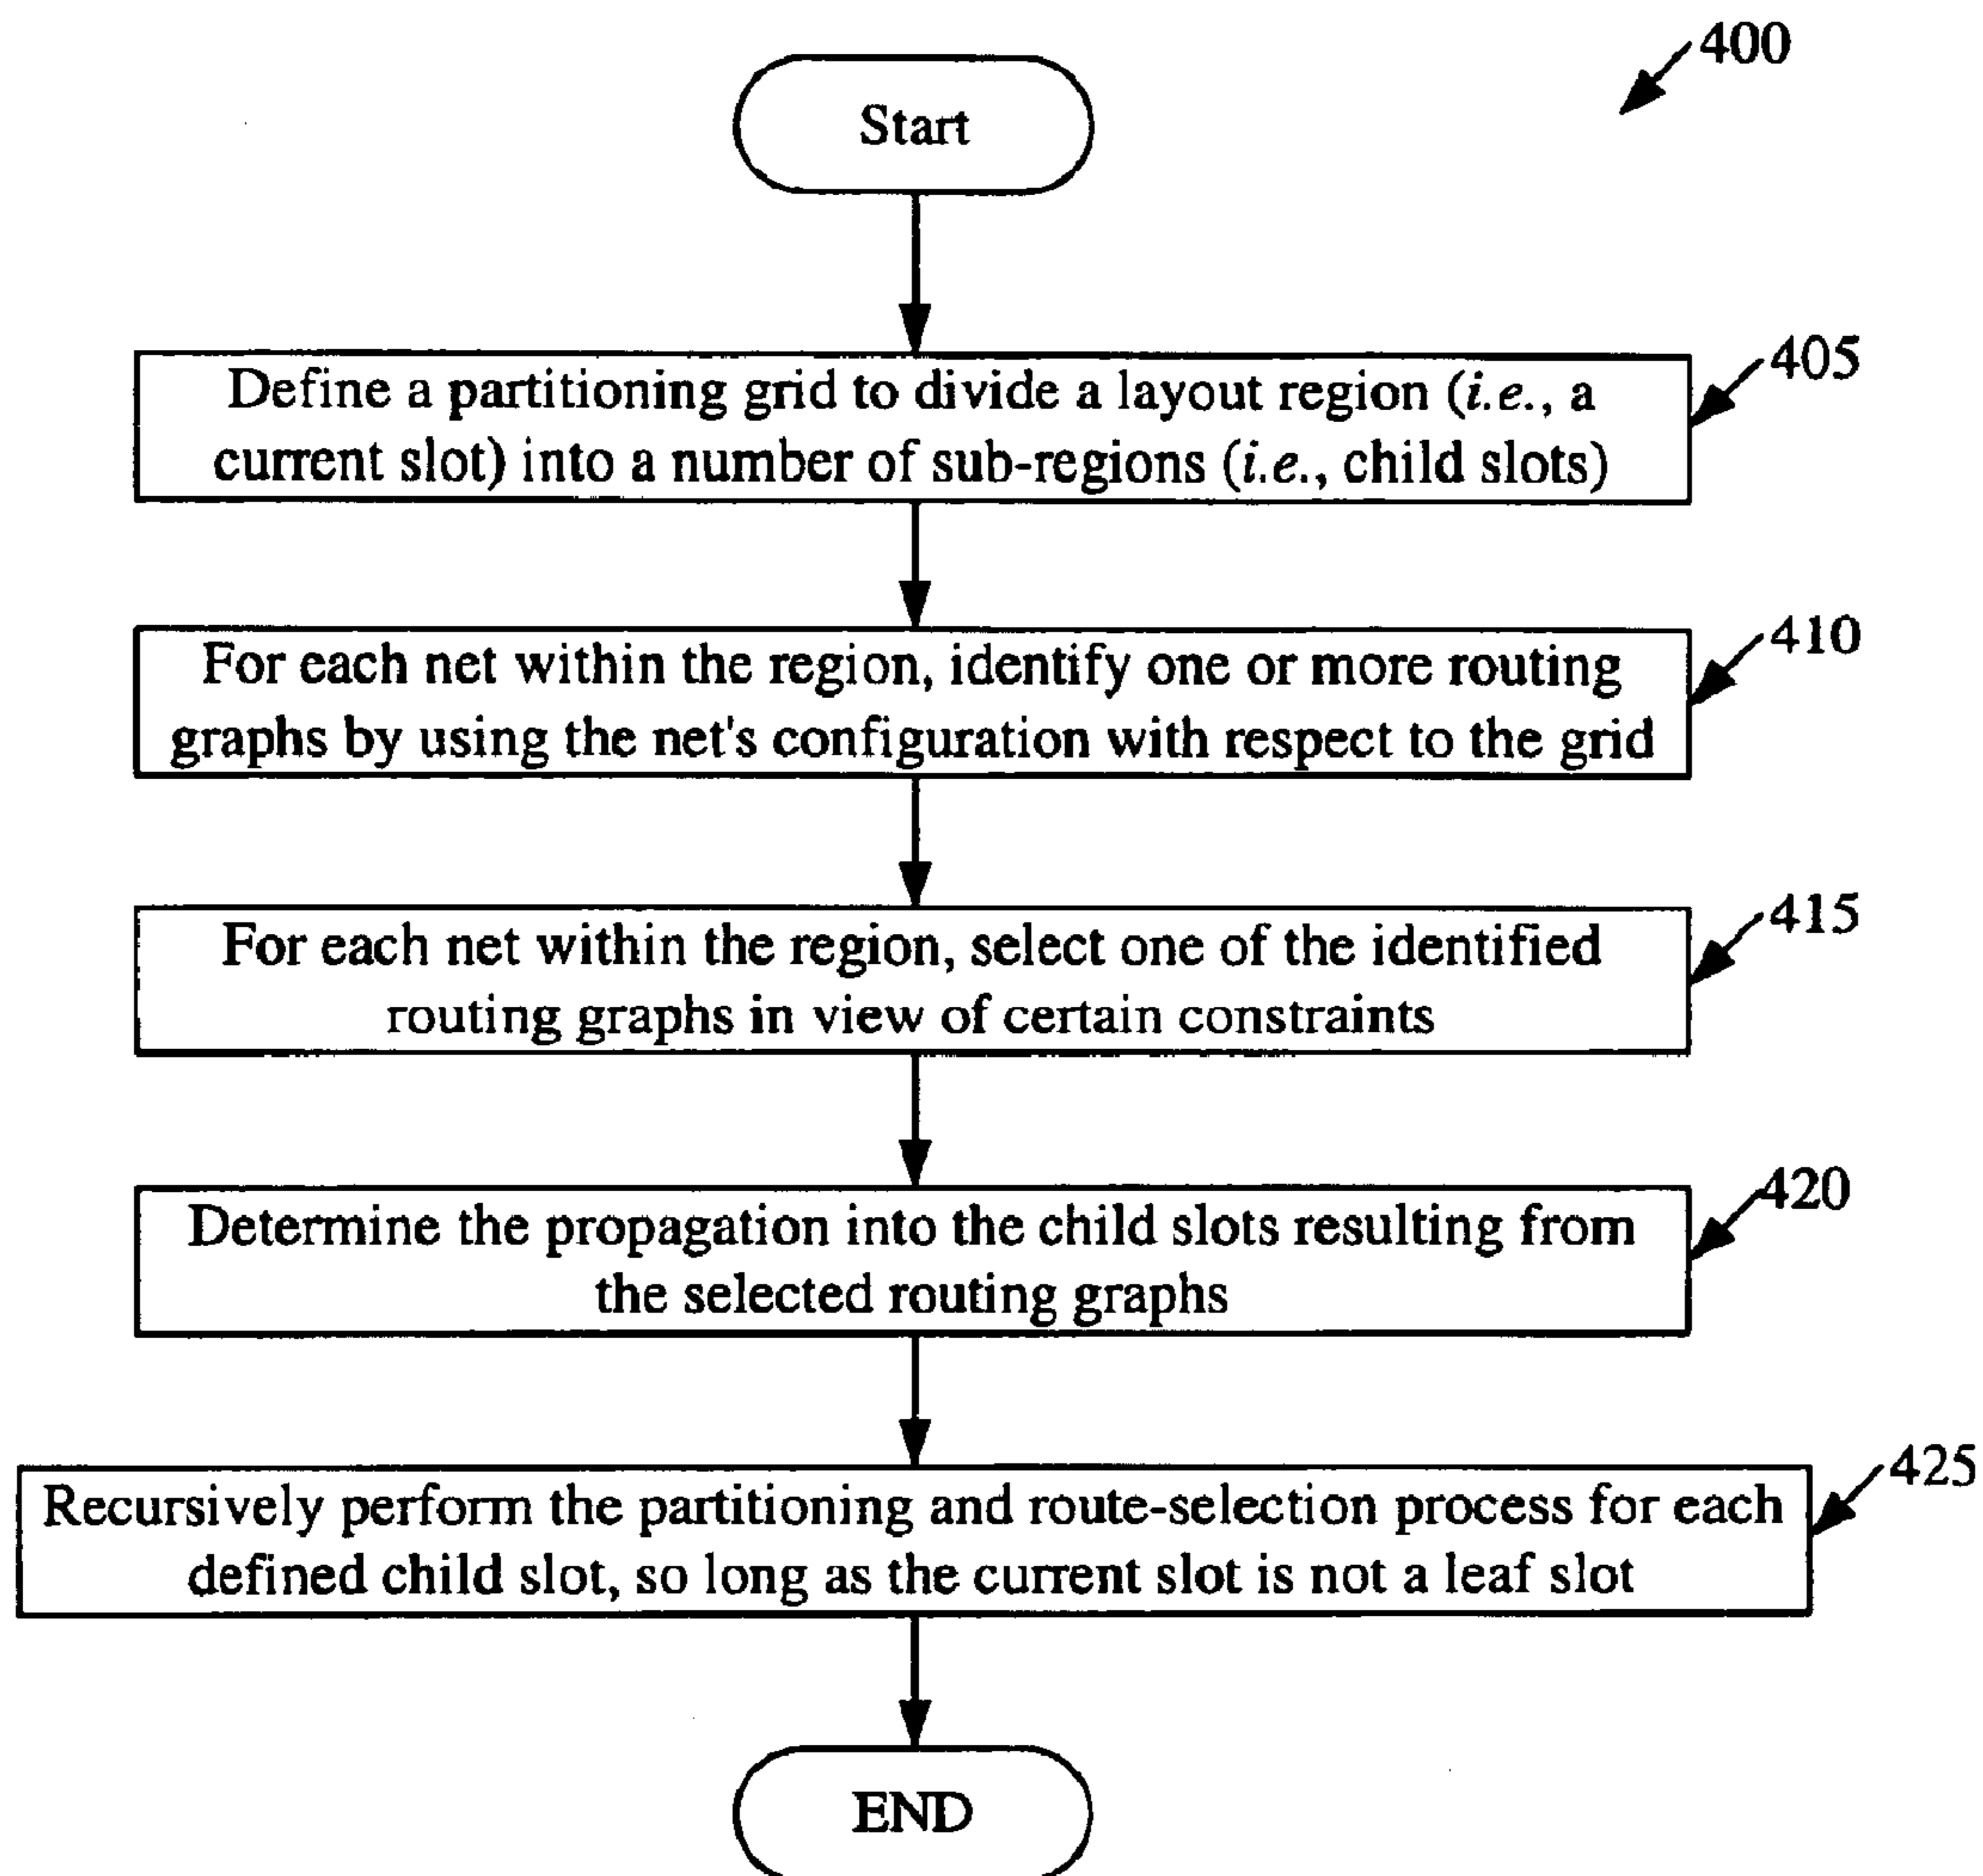 400
Start
405
Define a partitioning grid to divide a layout region (i.e., a
current slot) into a number of sub-regions (i.e., child slots)
410
For each net within the region, identify one or more routing
graphs by using the net's configuration with respect to the grid
415
For each net within the region, select one of the identified
routing graphs in view of certain constraints
420
Determine the propagation into the child slots resulting from
the selected routing graphs
425
Recursively perform the partitioning and route-selection process for each
defined child slot, so long as the current slot is not a leaf slot
END